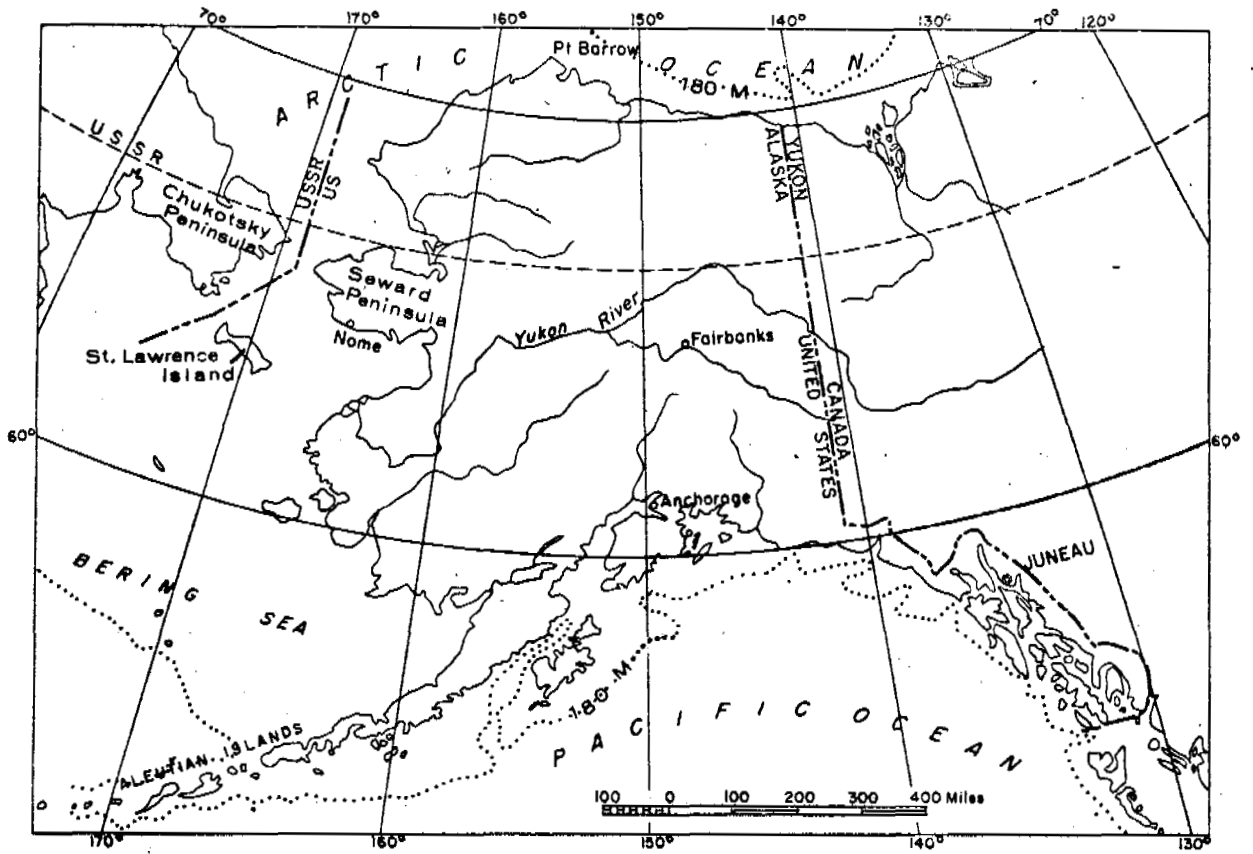 70° 170° 160° 150° 140° 130° 70° 120°
Pt Barrow
ARCTIC OCEAN
180 M
USSR
USSR
US
YUKON
ALASKA
Chukotsky
Peninsula
Seward
Peninsula
Nome
Yukon River
Fairbanks
St. Lawrence
Island
UNITED STATES
CANADA
60° 60°
Anchorage
JUNEAU
BERING
SEA
180 M
PACIFIC OCEAN
ALEUTIAN ISLANDS
100 0 100 200 300 400 Miles
170° 160° 150° 140° 130°